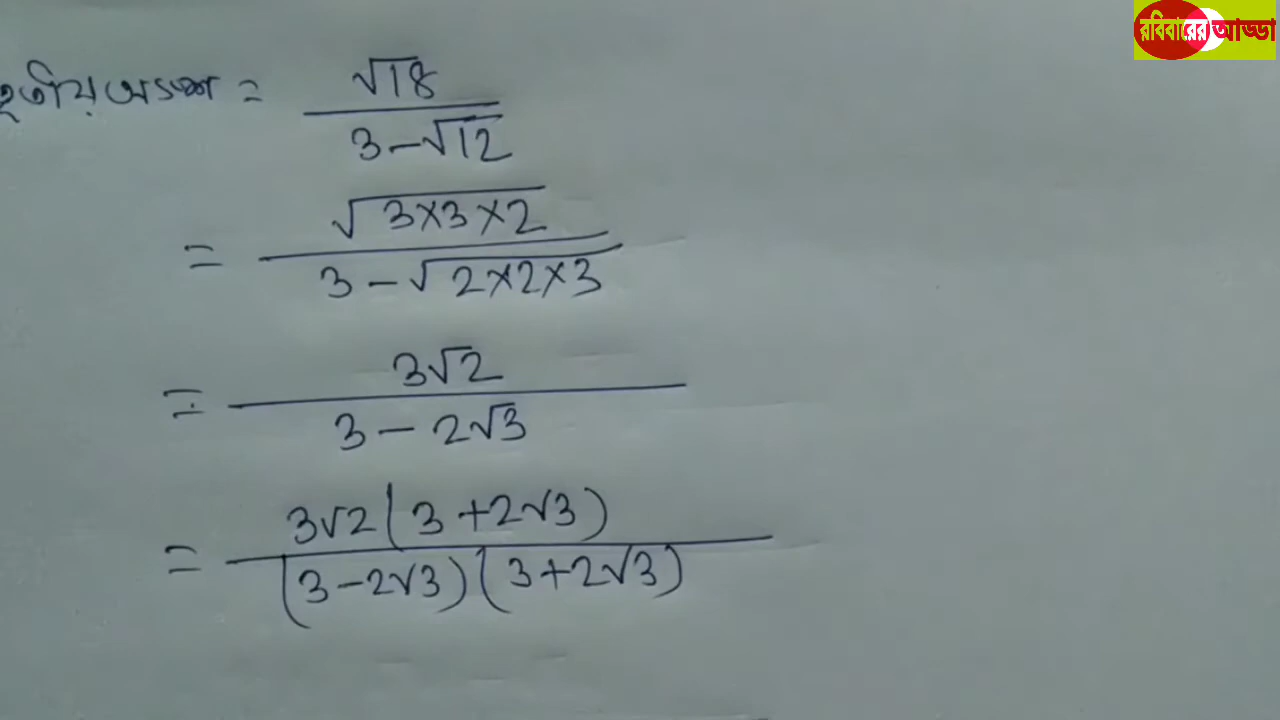 রবিবারের আড্ডা
তৃতীয় অংশ = √18 / 3 - √12
= √3×3×2 / 3 - √2×2×3
= 3√2 / 3 - 2√3
= 3√2(3+2√3) / (3-2√3)(3+2√3)